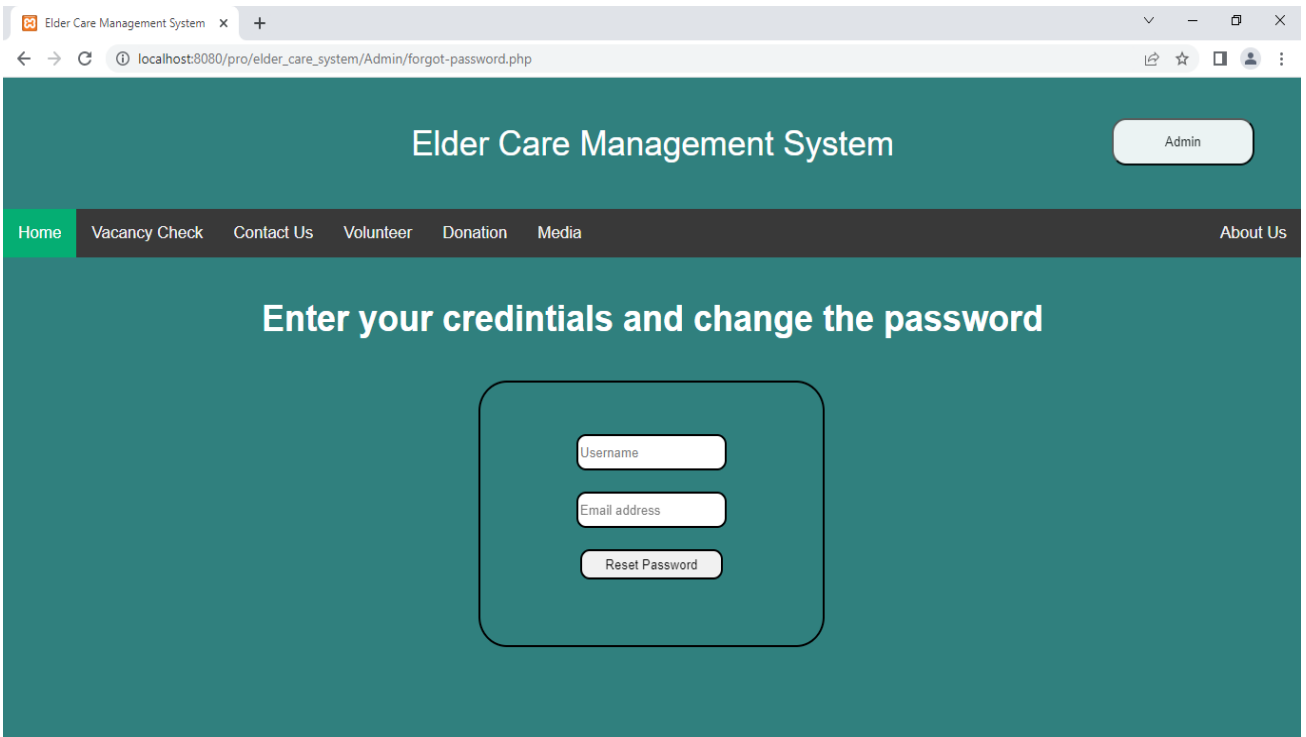 Elder Care Management System
localhost:8080/pro/elder_care_system/Admin/forgot-password.php
Elder Care Management System
Admin
Home Vacancy Check Contact Us Volunteer Donation Media About Us
Enter your credintials and change the password
Username
Email address
Reset Password